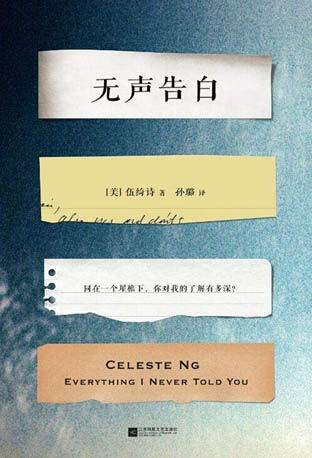 无声告白
[美] 伍绮诗 著 孙璐 译
同在一个屋檐下,你对我的了解有多深?
CELESTE NG
EVERYTHING I NEVER TOLD YOU